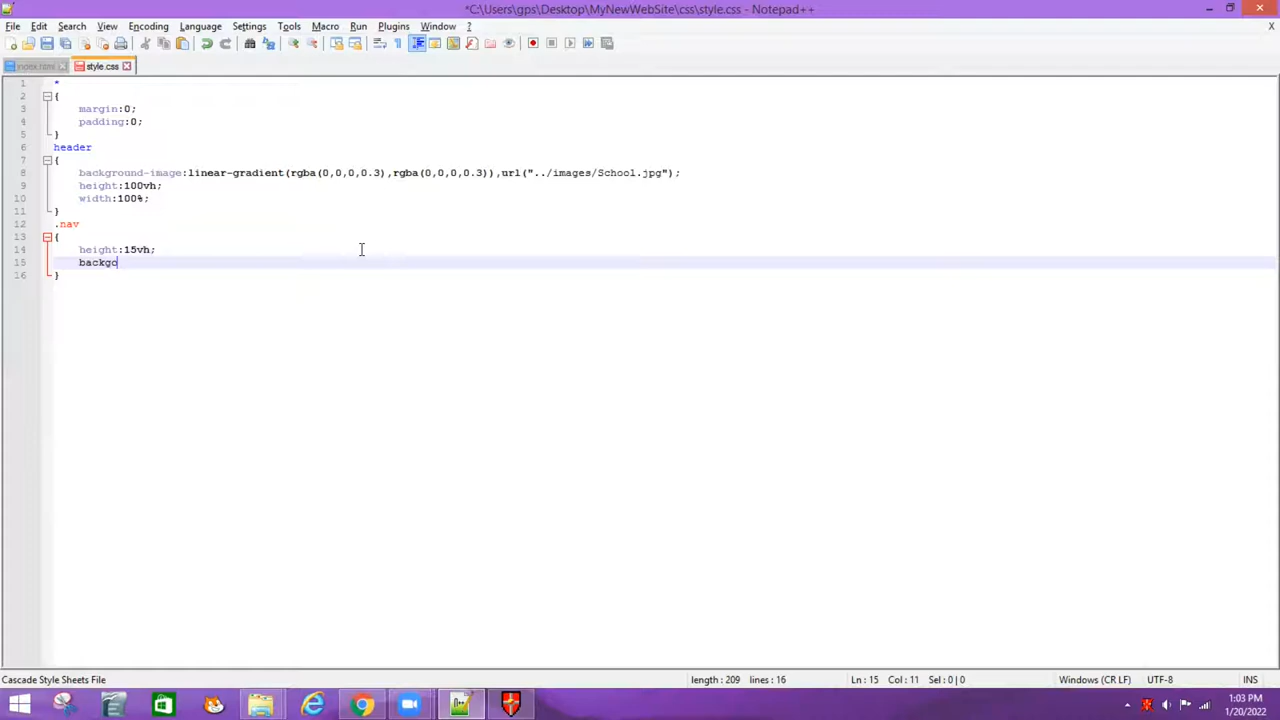 *C:\Users\gps\Desktop\MyNewWebSite\css\style.css - Notepad++
File Edit Search View Encoding Language Settings Tools Macro Run Plugins Window ? X
index.html style.css
1 *
2 {
3 margin:0;
4 padding:0;
5 }
6 header
7 {
8 background-image:linear-gradient(rgba(0,0,0,0.3),rgba(0,0,0,0.3)),url("../images/School.jpg");
9 height:100vh;
10 width:100%;
11 }
12 .nav
13 {
14 height:15vh;
15 backgo
16 }
Cascade Style Sheets File length : 209 lines : 16 Ln : 15 Col : 11 Sel : 0 | 0 Windows (CR LF) UTF-8 INS
1:03 PM
1/20/2022